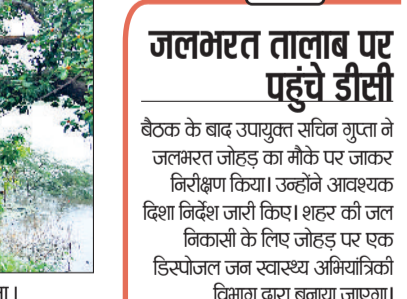 जलभरत तालाब पर
पहुंचे डीसी
बैठक के बाद उपायुक्त सचिन गुप्ता ने
जलभरत जोहड़ का मौके पर जाकर
निरीक्षण किया। उन्होंने आवश्यक
दिशा निर्देश जारी किए। शहर की जल
निकासी के लिए जोहड़ पर एक
डिस्पोजल जन स्वास्थ्य अभियांत्रिकी
विभाग द्वारा बनाया जाएगा।